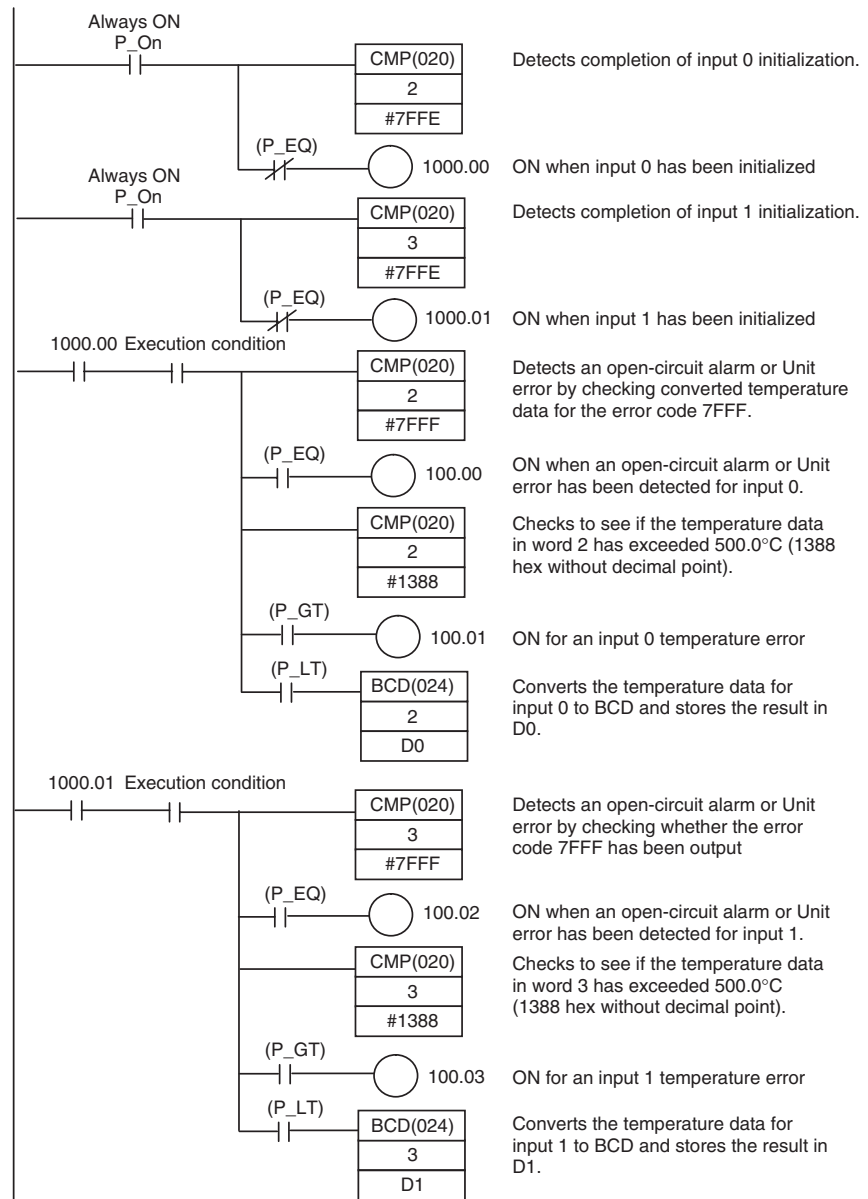 Always ON
P_On
CMP(020)
2
#7FFE
Detects completion of input 0 initialization.
(P_EQ)
1000.00
ON when input 0 has been initialized
Always ON
P_On
CMP(020)
3
#7FFE
Detects completion of input 1 initialization.
(P_EQ)
1000.01
ON when input 1 has been initialized
1000.00 Execution condition
CMP(020)
2
#7FFF
Detects an open-circuit alarm or Unit
error by checking converted temperature
data for the error code 7FFF.
(P_EQ)
100.00
ON when an open-circuit alarm or Unit
error has been detected for input 0.
CMP(020)
2
#1388
Checks to see if the temperature data
in word 2 has exceeded 500.0°C (1388
hex without decimal point).
(P_GT)
100.01
ON for an input 0 temperature error
(P_LT)
BCD(024)
2
D0
Converts the temperature data for
input 0 to BCD and stores the result in
D0.
1000.01 Execution condition
CMP(020)
3
#7FFF
Detects an open-circuit alarm or Unit
error by checking whether the error
code 7FFF has been output
(P_EQ)
100.02
ON when an open-circuit alarm or Unit
error has been detected for input 1.
CMP(020)
3
#1388
Checks to see if the temperature data
in word 3 has exceeded 500.0°C
(1388 hex without decimal point).
(P_GT)
100.03
ON for an input 1 temperature error
(P_LT)
BCD(024)
3
D1
Converts the temperature data for
input 1 to BCD and stores the result in
D1.